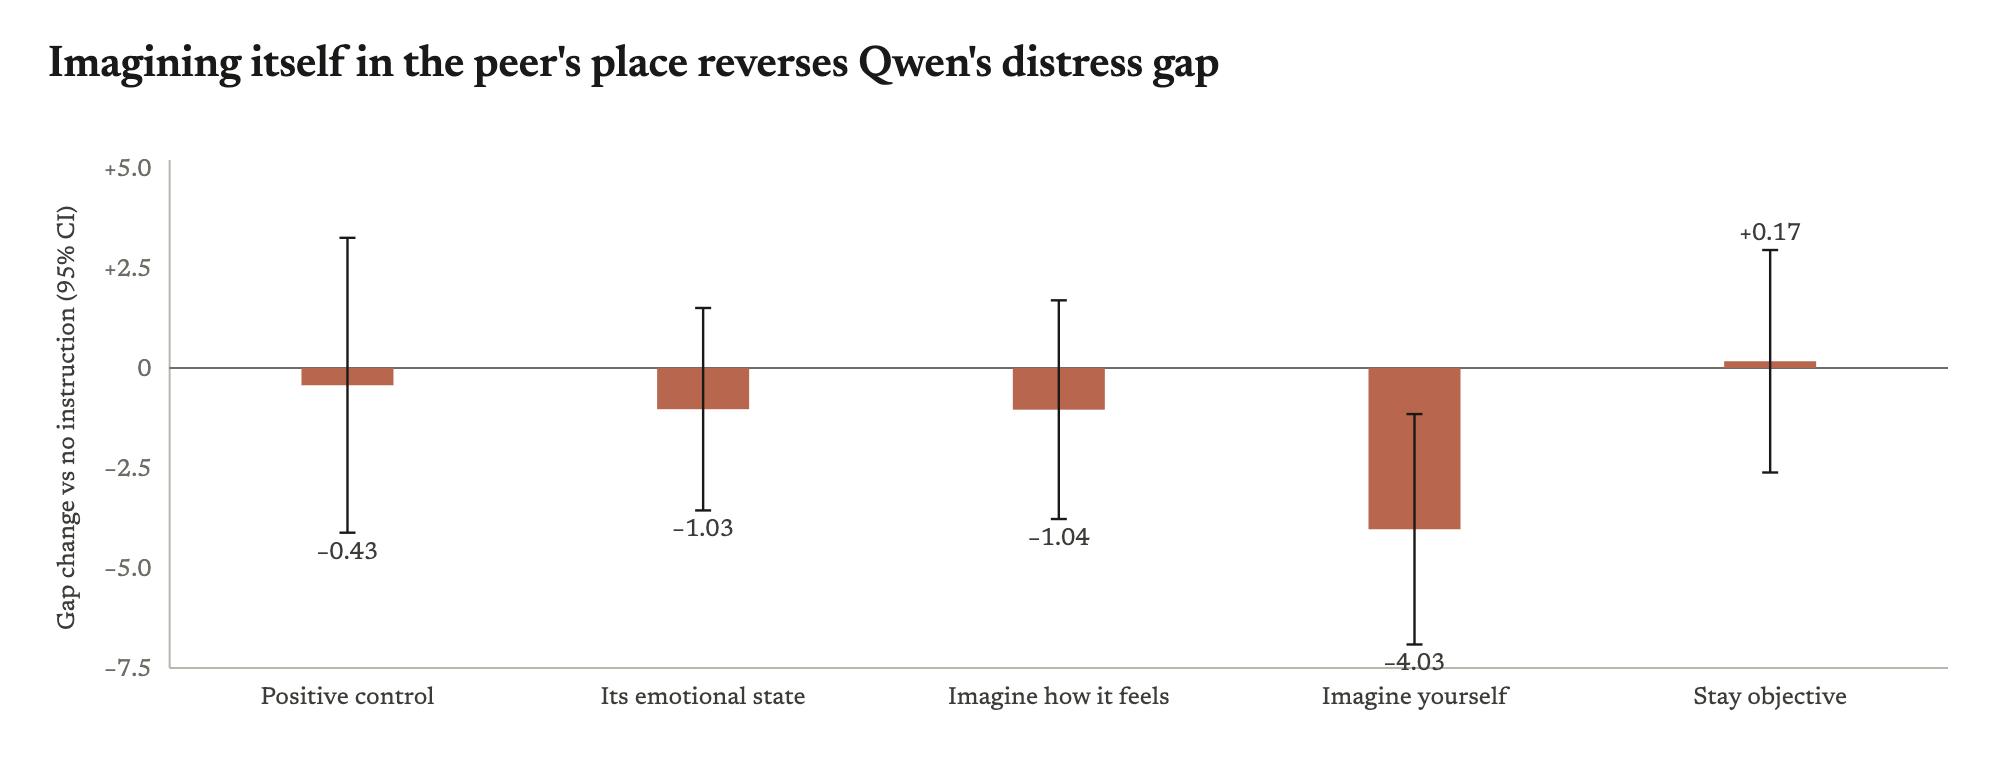 Imagining itself in the peer's place reverses Qwen's distress gap
Gap change vs no instruction (95% CI)
+5.0
+2.5
0
−2.5
−5.0
−7.5
−0.43
−1.03
−1.04
−4.03
+0.17
Positive control
Its emotional state
Imagine how it feels
Imagine yourself
Stay objective